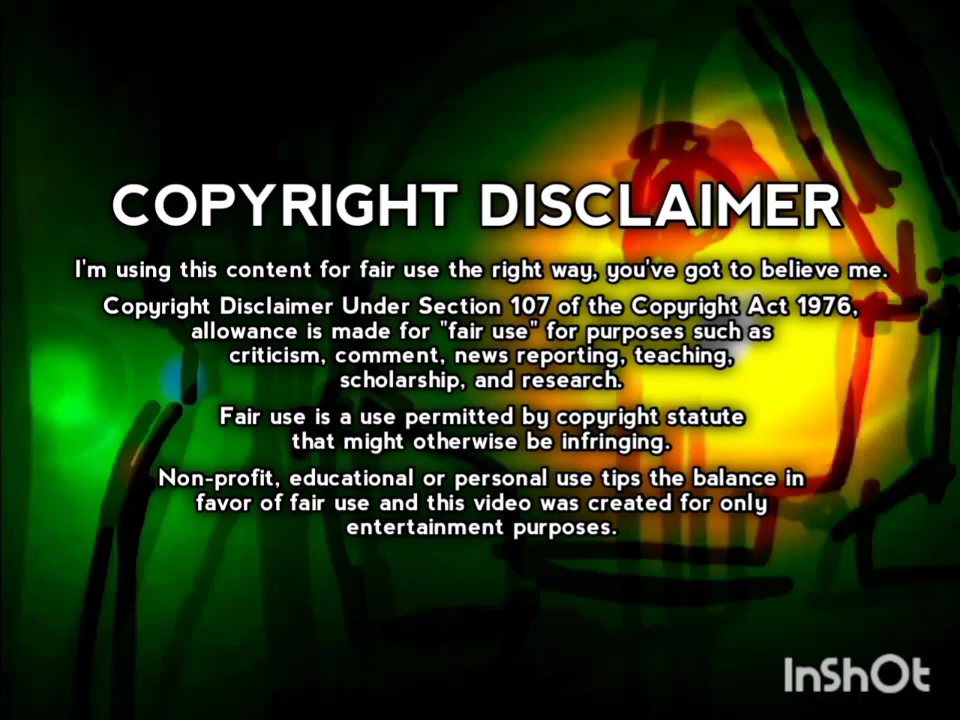 COPYRIGHT DISCLAIMER
I'm using this content for fair use the right way, you've got to believe me.
Copyright Disclaimer Under Section 107 of the Copyright Act 1976,
allowance is made for "fair use" for purposes such as
criticism, comment, news reporting, teaching,
scholarship, and research.
Fair use is a use permitted by copyright statute
that might otherwise be infringing.
Non-profit, educational or personal use tips the balance in
favor of fair use and this video was created for only
entertainment purposes.
InShOt